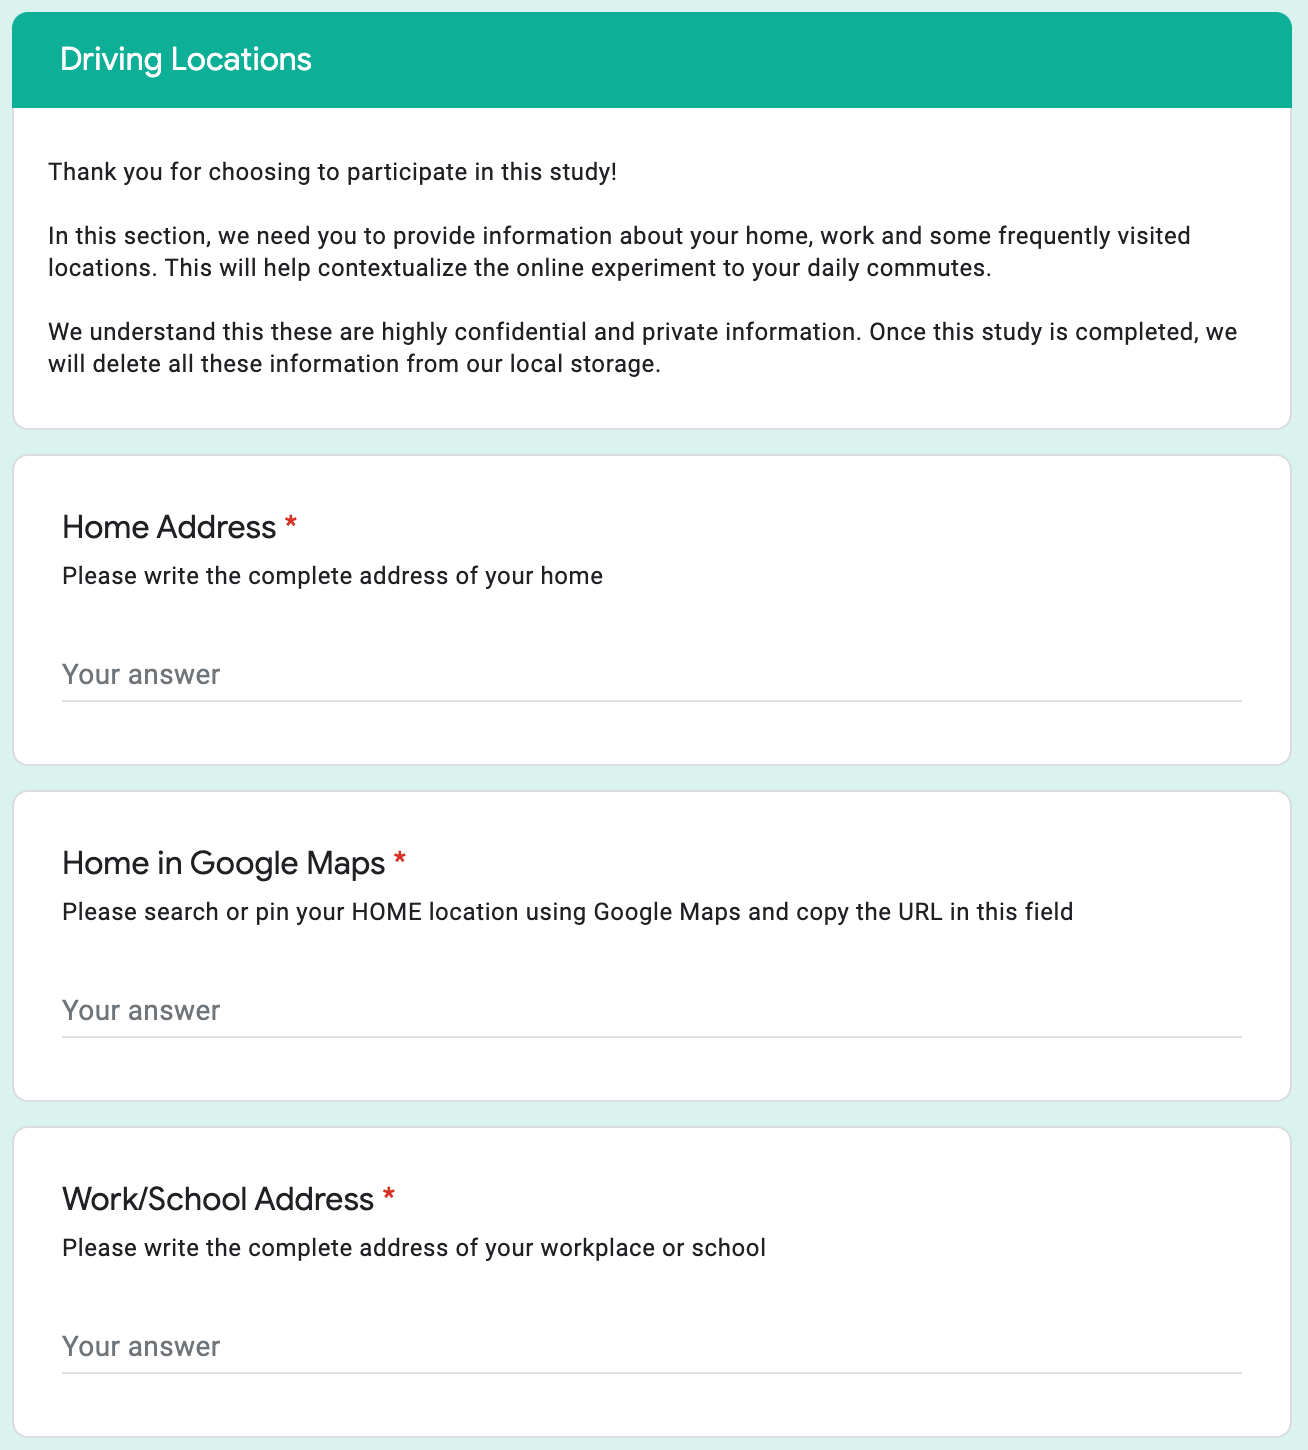 Driving Locations
Thank you for choosing to participate in this study!
In this section, we need you to provide information about your home, work and some frequently visited
locations. This will help contextualize the online experiment to your daily commutes.
We understand this these are highly confidential and private information. Once this study is completed, we
will delete all these information from our local storage.
Home Address *
Please write the complete address of your home
Your answer
Home in Google Maps *
Please search or pin your HOME location using Google Maps and copy the URL in this field
Your answer
Work/School Address *
Please write the complete address of your workplace or school
Your answer